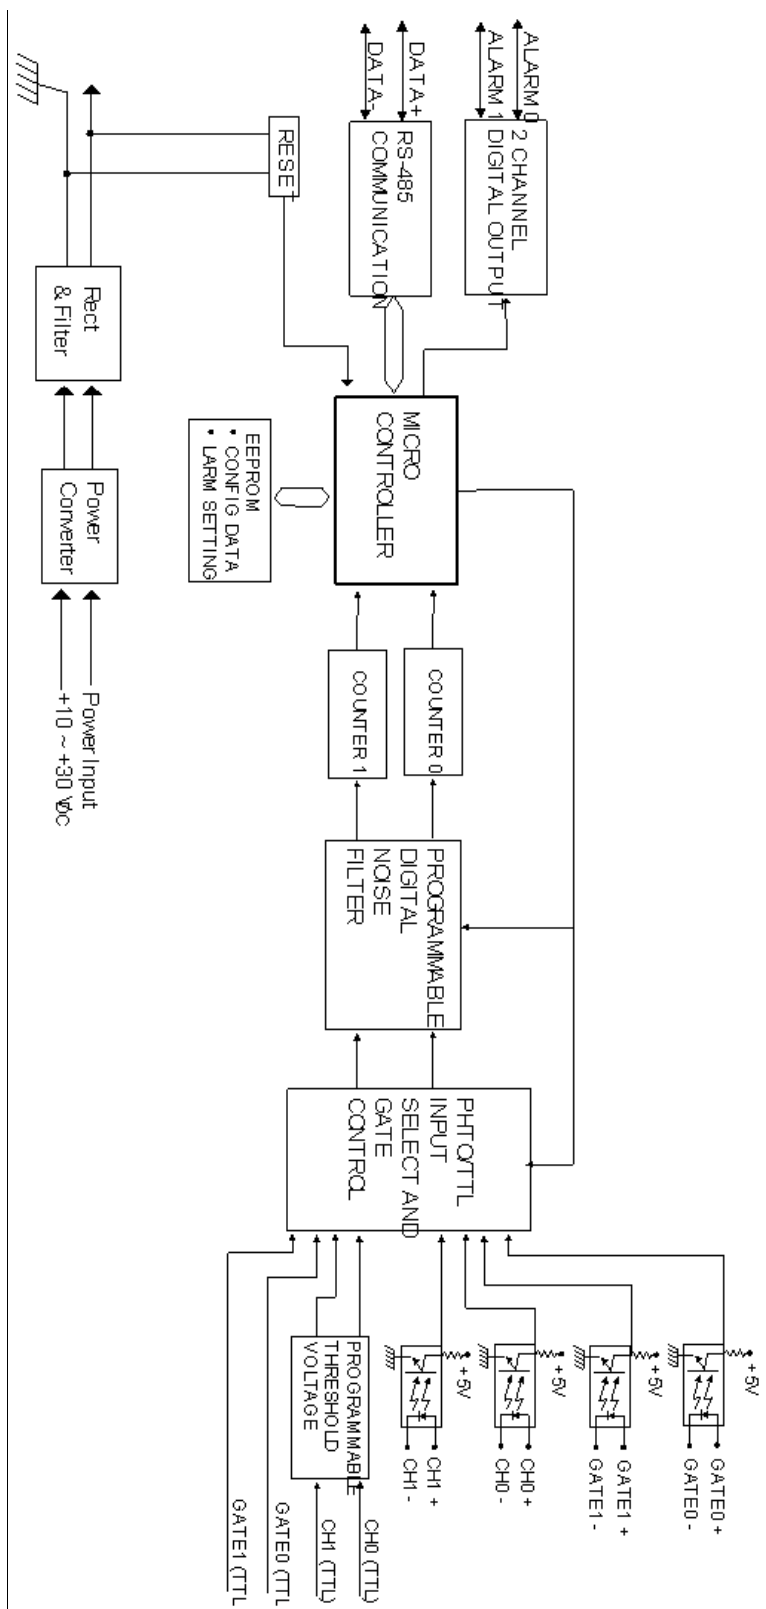 GATE0 +
GATE0 -
+5V
GATE1 +
GATE1 -
+5V
CH0 +
CH0 -
+5V
CH1 +
CH1 -
+5V
CH0 (TTL)
CH1 (TTL)
GATE0 (TTL
GATE1 (TTL
PROGRAMMABLE
THRESHOLD
VOLTAGE
PHTO/TTL
INPUT
SELECT AND
GATE
CONTROL
PROGRAMMABLE
DIGITAL
NOISE
FILTER
COUNTER 0
COUNTER 1
MICRO
CONTROLLER
EEPROM
• CONFIG DATA
• LARM SETTING
2 CHANNEL
DIGITAL OUTPUT
ALARM 0
ALARM 1
RS-485
COMMUNICATION
DATA+
DATA-
RESET
Rect
& Filter
Power
Converter
Power Input
+10 ~ +30 Vdc